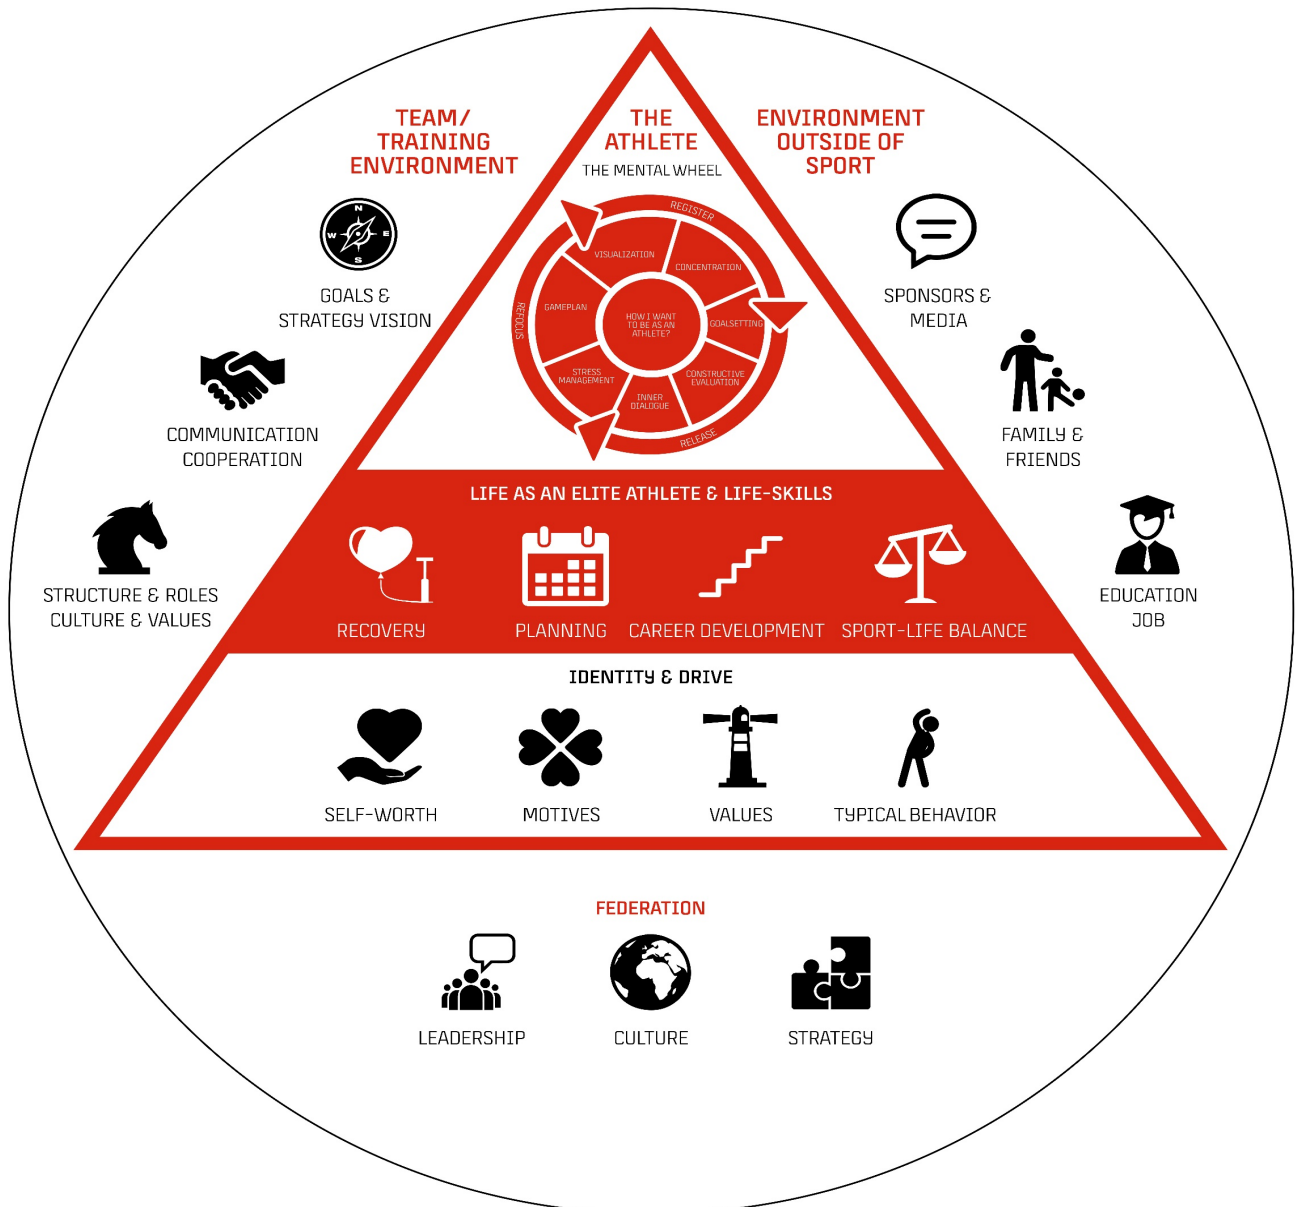 TEAM/
TRAINING
ENVIRONMENT
THE
ATHLETE
THE MENTAL WHEEL
ENVIRONMENT
OUTSIDE OF
SPORT
N
W
E
S
GOALS &
STRATEGY VISION
COMMUNICATION
COOPERATION
STRUCTURE & ROLES
CULTURE & VALUES
REGISTER
REFOCUS
RELEASE
VISUALIZATION
CONCENTRATION
GAMEPLAN
GOALSETTING
HOW I WANT
TO BE AS AN
ATHLETE?
STRESS
MANAGEMENT
CONSTRUCTIVE
EVALUATION
INNER
DIALOGUE
SPONSORS &
MEDIA
FAMILY &
FRIENDS
EDUCATION
JOB
LIFE AS AN ELITE ATHLETE & LIFE-SKILLS
RECOVERY
PLANNING
CAREER DEVELOPMENT
SPORT-LIFE BALANCE
IDENTITY & DRIVE
SELF-WORTH
MOTIVES
VALUES
TYPICAL BEHAVIOR
FEDERATION
LEADERSHIP
CULTURE
STRATEGY